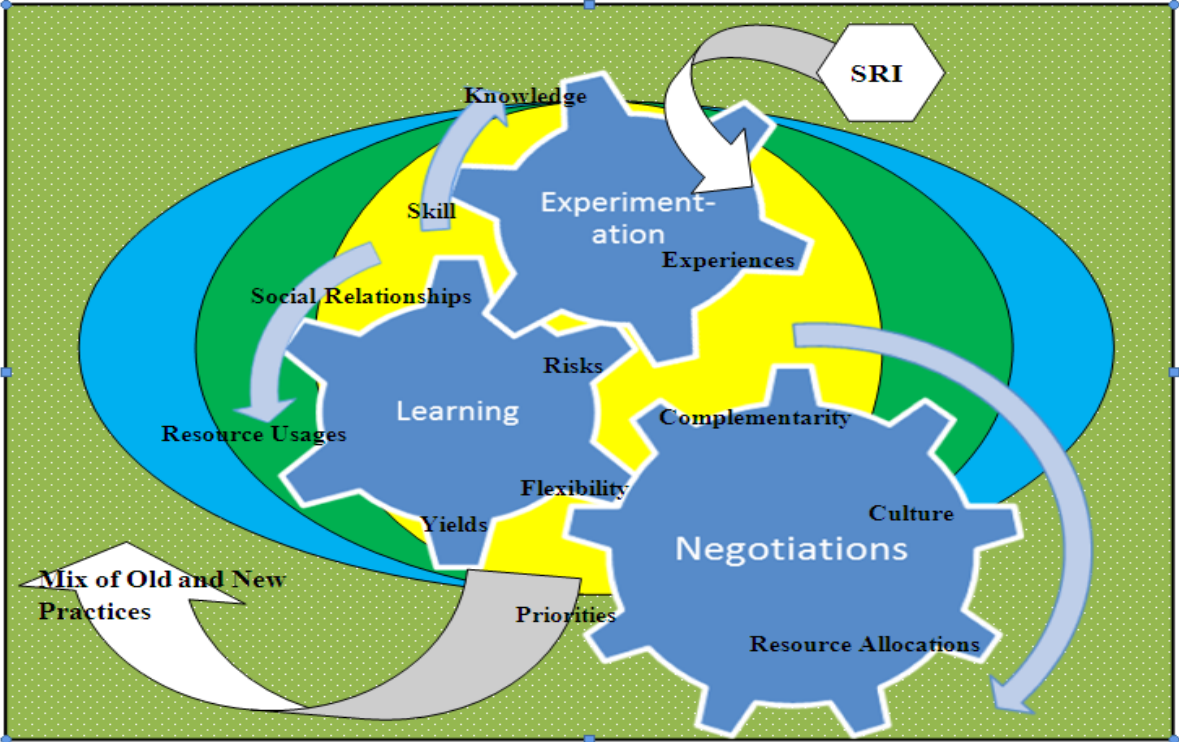 SRI
Knowledge
Experiment-
ation
Skill
Experiences
Social Relationships
Risks
Learning
Complementarity
Resource Usages
Flexibility
Culture
Yields
Negotiations
Mix of Old and New
Practices
Priorities
Resource Allocations